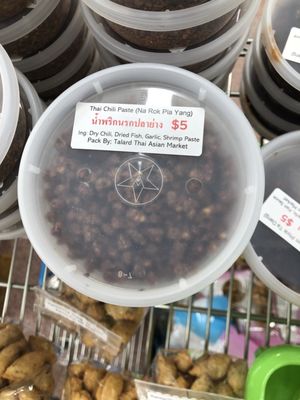 Thai Chili Paste (Na Rok Pla Yang)
น้ำพริกนรกปลาย่าง $5
Ing: Dry Chili, Dried Fish, Garlic, Shrimp Paste
Pack By: Talard Thai Asian Market